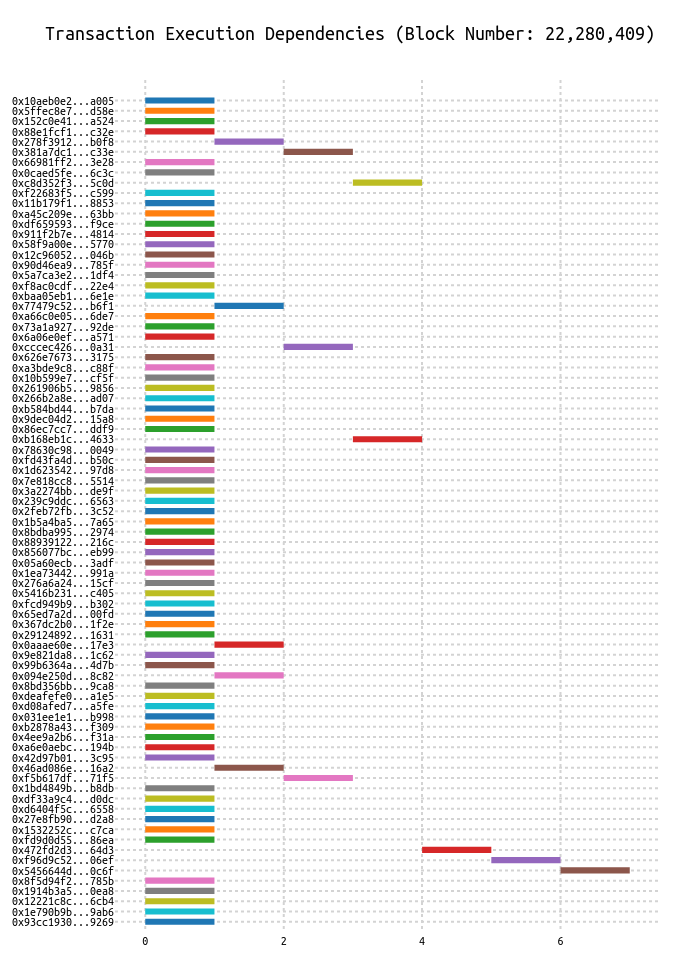 Transaction Execution Dependencies (Block Number: 22,280,409)
0x10aeb0e2...a005
0x5ffec8e7...d58e
0x152c0e41...a524
0x88e1fcf1...c32e
0x278f3912...b0f8
0x381a7dc1...c33e
0x66981ff2...3e28
0x0caed5fe...6c3c
0xc8d352f3...5c0d
0xf22683f5...c599
0x11b179f1...8853
0xa45c209e...63bb
0xdf659593...f9ce
0x911f2b7e...4814
0x58f9a00e...5770
0x12c96052...046b
0x90d46ea9...785f
0x5a7ca3e2...1df4
0xf8ac0cdf...22e4
0xbaa05eb1...6e1e
0x77479c52...b6f1
0xa66c0e05...6de7
0x73a1a927...92de
0x6a06e0ef...a571
0xcccec426...0a31
0x626e7673...3175
0xa3bde9c8...c88f
0x10b599e7...cf5f
0x261906b5...9856
0x266b2a8e...ad07
0xb584bd44...b7da
0x9dec04d2...15a8
0x86ec7cc7...ddf9
0xb168eb1c...4633
0x78630c98...0049
0xfd43fa4d...b50c
0x1d623542...97d8
0x7e818cc8...5514
0x3a2274bb...de9f
0x239c9ddc...6563
0x2feb72fb...3c52
0x1b5a4ba5...7a65
0x8bdba995...2974
0x88939122...216c
0x856077bc...eb99
0x05a60ecb...3adf
0x1ea73442...991a
0x276a6a24...15cf
0x5416b231...c405
0xfcd949b9...b302
0x65ed7a2d...00fd
0x367dc2b0...1f2e
0x29124892...1631
0x0aaae60e...17e3
0x9e821da8...1c62
0x99b6364a...4d7b
0x094e250d...8c82
0x8bd356bb...9ca8
0xdeafefe0...a1e5
0xd08afed7...a5fe
0x031ee1e1...b998
0xb2878a43...f309
0x4ee9a2b6...f31a
0xa6e0aebc...194b
0x42d97b01...3c95
0x46ad086e...16a2
0xf5b617df...71f5
0x1bd4849b...b8db
0xdf33a9c4...d0dc
0xd6404f5c...6558
0x27e8fb90...d2a8
0x1532252c...c7ca
0xfd9d0d55...86ea
0x472fd2d3...64d3
0xf96d9c52...06ef
0x5456644d...0c6f
0x8f5d94f2...785b
0x1914b3a5...0ea8
0x12221c8c...6cb4
0x1e790b9b...9ab6
0x93cc1930...9269
0 2 4 6